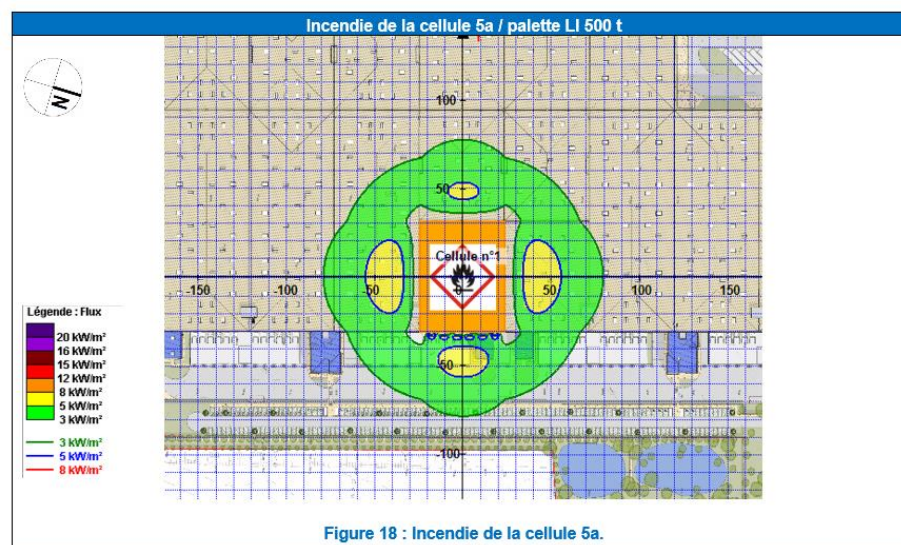 Incendie de la cellule 5a / palette LI 500 t
N
100
50
Cellule n°1
-150
-100
-50
0
50
100
150
-50
-100
Légende : Flux
20 kW/m²
16 kW/m²
15 kW/m²
12 kW/m²
8 kW/m²
5 kW/m²
3 kW/m²
3 kW/m²
5 kW/m²
8 kW/m²
Figure 18 : Incendie de la cellule 5a.